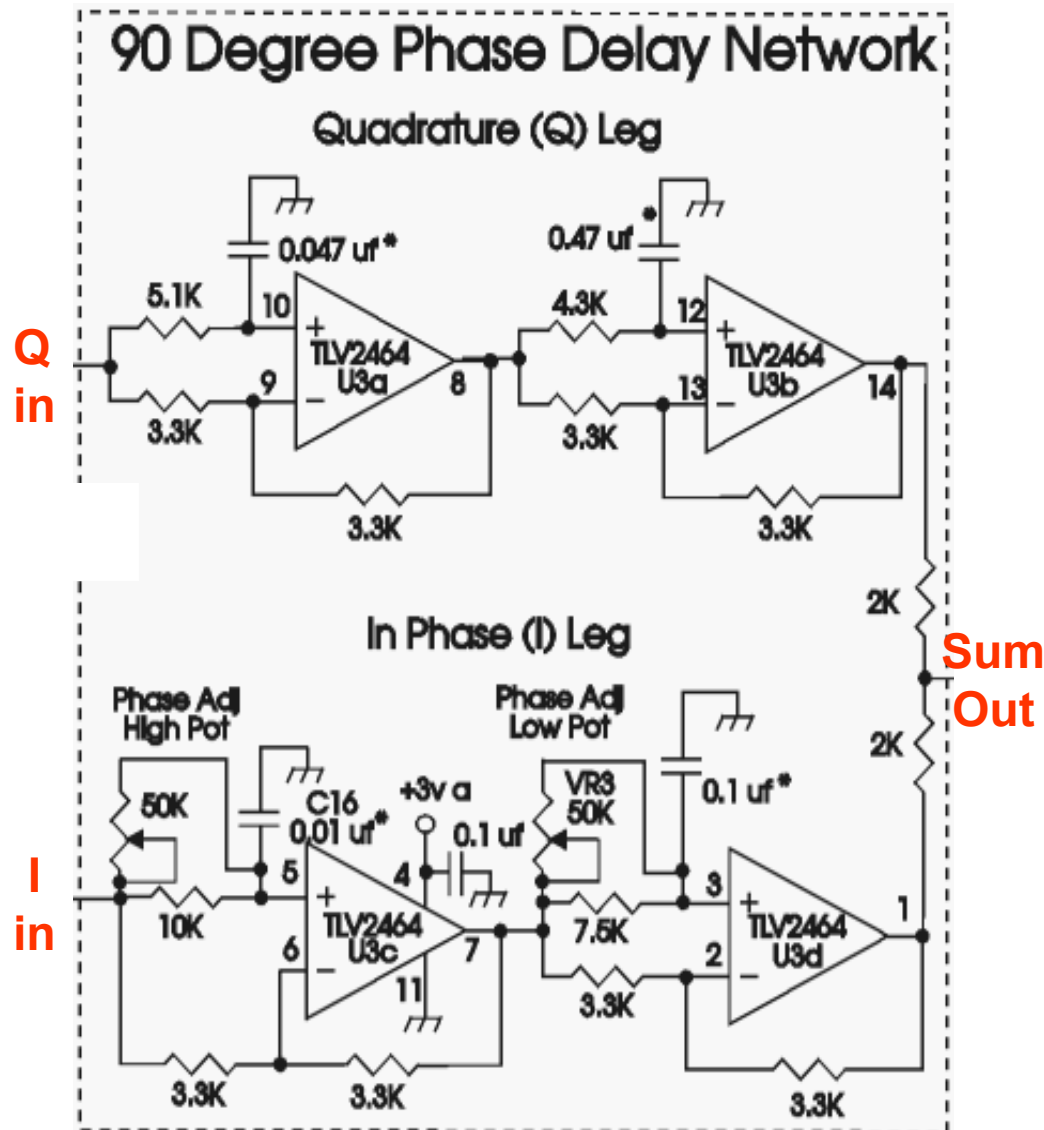 90 Degree Phase Delay Network
Quadrature (Q) Leg
0.047 uf*
0.47 uf *
5.1K
10
4.3K
12
Q
in
+
TLV2464
U3a
8
+
TLV2464
U3b
14
9
−
13
−
3.3K
3.3K
3.3K
3.3K
2K
In Phase (I) Leg
Sum
Out
Phase Adj
High Pot
Phase Adj
Low Pot
2K
50K
C16
0.01 uf*
+3v a
0.1 uf
VR3
50K
0.1 uf*
I
in
5
4
3
1
10K
+
TLV2464
U3c
7
7.5K
+
TLV2464
U3d
6
−
11
2
−
3.3K
3.3K
3.3K
3.3K